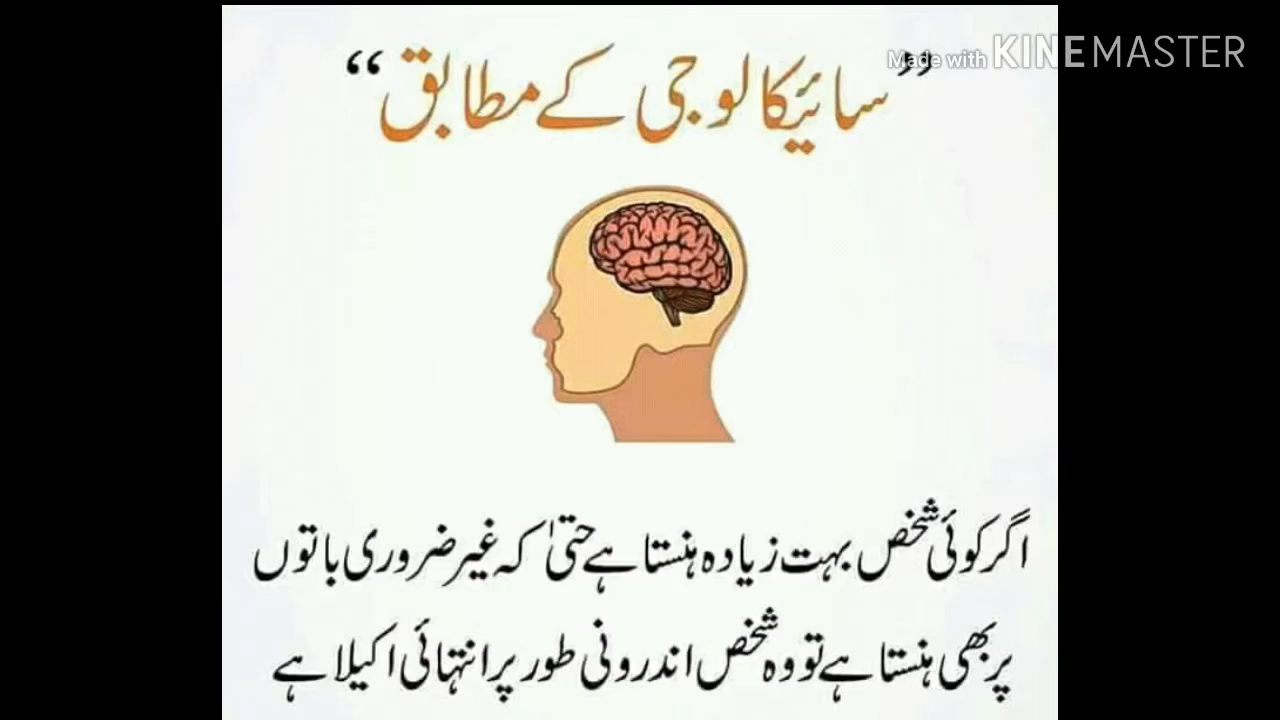 ”سائیکالوجی کے مطابق“
Made with KINEMASTER
اگر کوئی شخص بہت زیادہ ہنستا ہے حتیٰ کہ غیر ضروری باتوں
پر بھی ہنستا ہے تو وہ شخص اندرونی طور پر انتہائی اکیلا ہے